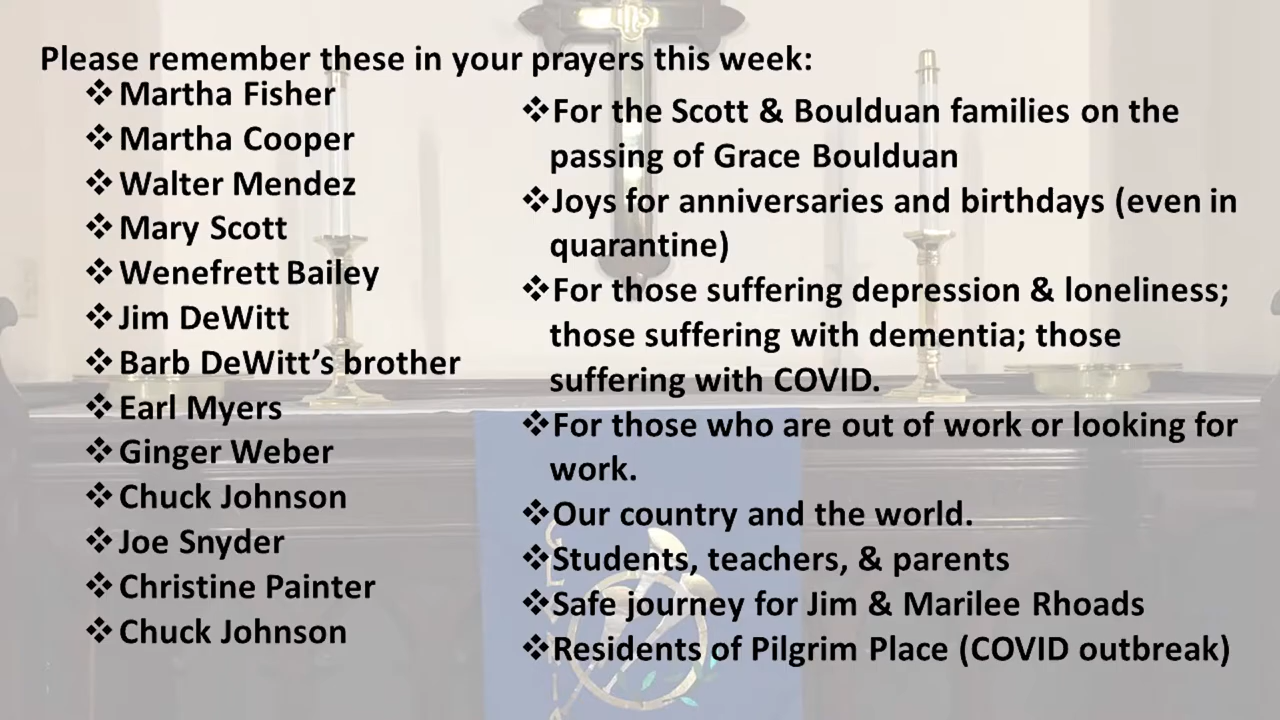 Please remember these in your prayers this week:
❖Martha Fisher
❖Martha Cooper
❖Walter Mendez
❖Mary Scott
❖Wenefrett Bailey
❖Jim DeWitt
❖Barb DeWitt’s brother
❖Earl Myers
❖Ginger Weber
❖Chuck Johnson
❖Joe Snyder
❖Christine Painter
❖Chuck Johnson
❖For the Scott & Boulduan families on the
passing of Grace Boulduan
❖Joys for anniversaries and birthdays (even in
quarantine)
❖For those suffering depression & loneliness;
those suffering with dementia; those
suffering with COVID.
❖For those who are out of work or looking for
work.
❖Our country and the world.
❖Students, teachers, & parents
❖Safe journey for Jim & Marilee Rhoads
❖Residents of Pilgrim Place (COVID outbreak)